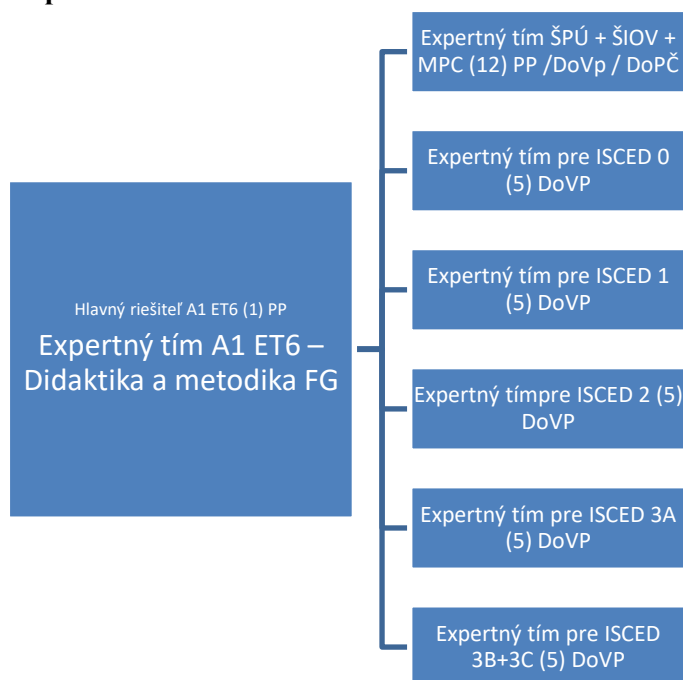 Hlavný riešiteľ A1 ET6 (1) PP
Expertný tím A1 ET6 –
Didaktika a metodika FG
Expertný tím ŠPÚ + ŠIOV +
MPC (12) PP /DoVp / DoPČ
Expertný tím pre ISCED 0
(5) DoVP
Expertný tím pre ISCED 1
(5) DoVP
Expertný tímpre ISCED 2 (5)
DoVP
Expertný tím pre ISCED 3A
(5) DoVP
Expertný tím pre ISCED
3B+3C (5) DoVP